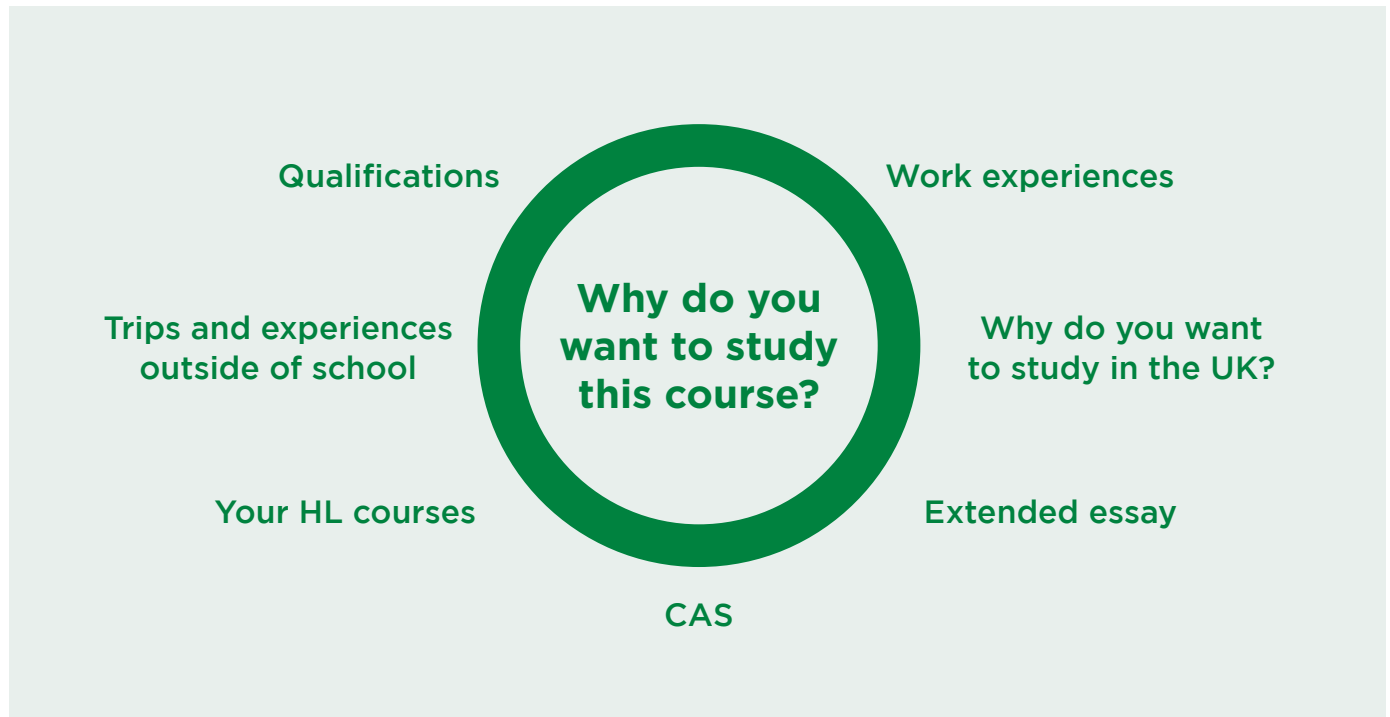 Qualifications
Work experiences
Why do you
want to study
this course?
Trips and experiences
outside of school
Why do you want
to study in the UK?
Your HL courses
Extended essay
CAS